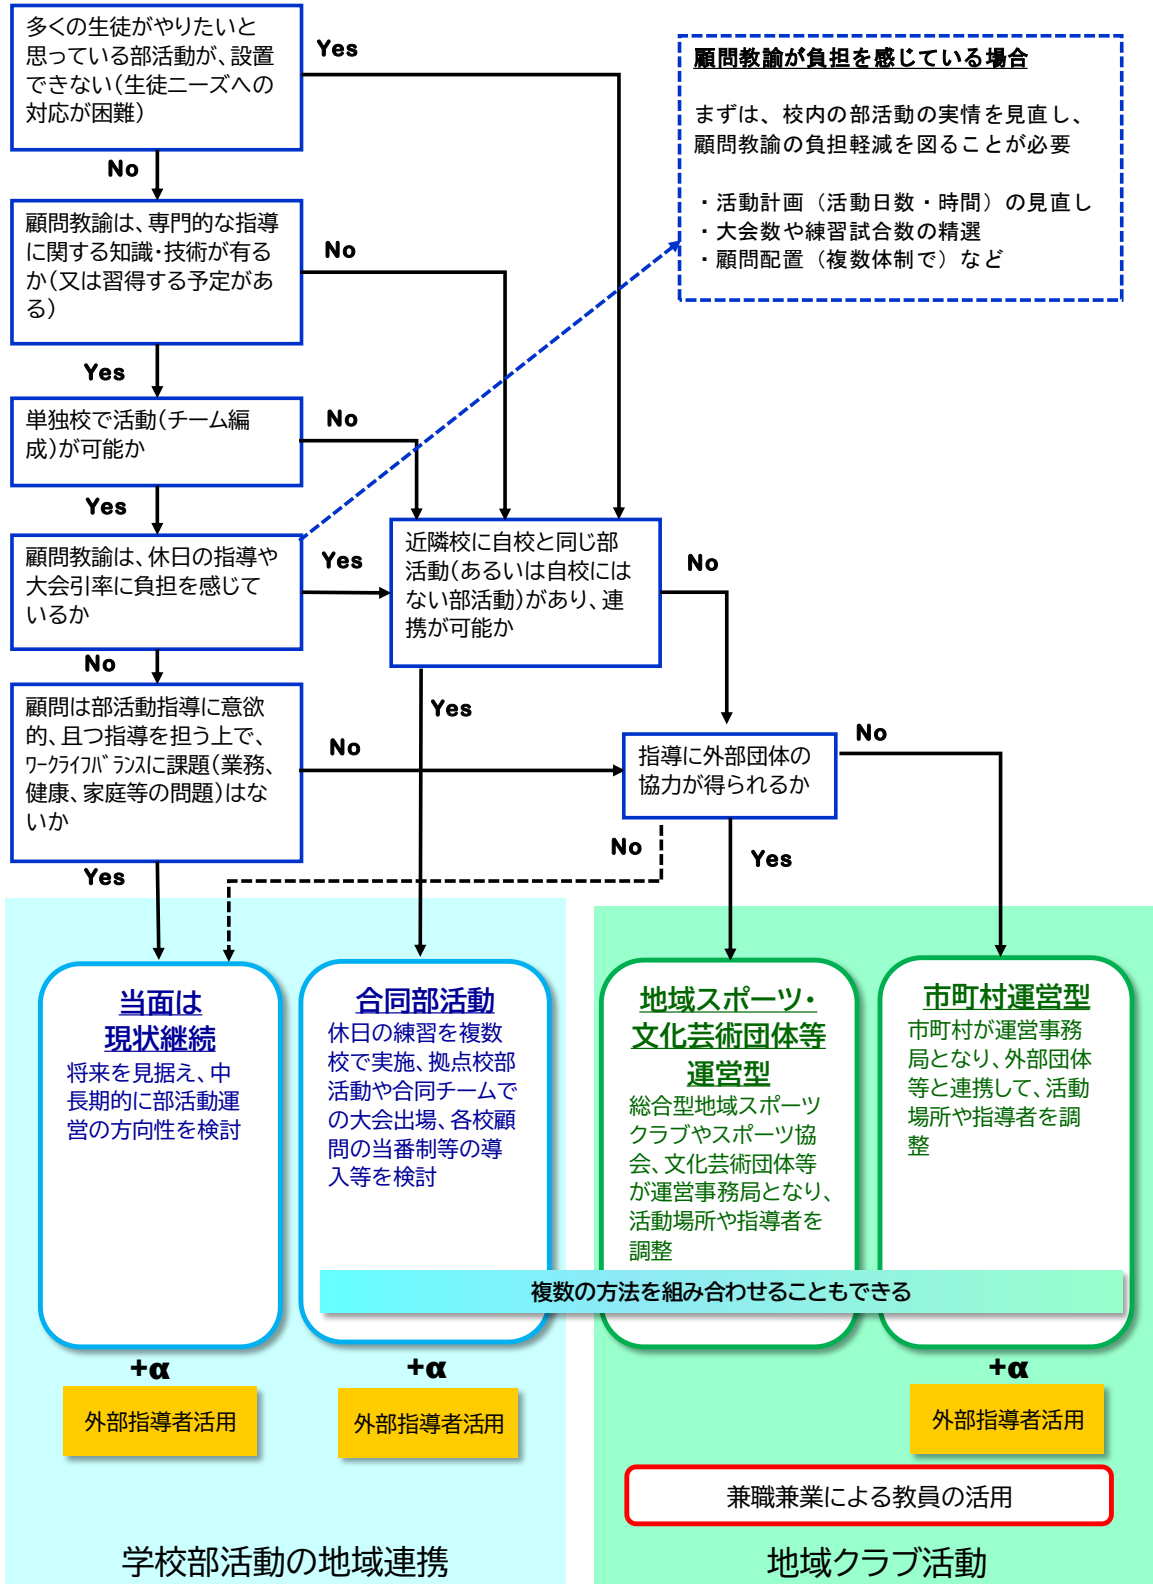 多くの生徒がやりたいと
思っている部活動が、設置
できない(生徒ニーズへの
対応が困難)
Yes
No
顧問教諭が負担を感じている場合
まずは、校内の部活動の実情を見直し、
顧問教諭の負担軽減を図ることが必要
・活動計画（活動日数・時間）の見直し
・大会数や練習試合数の精選
・顧問配置（複数体制で）など
顧問教諭は、専門的な指導
に関する知識・技術が有る
か(又は習得する予定があ
る)
No
Yes
単独校で活動(チーム編
成)が可能か
No
Yes
顧問教諭は、休日の指導や
大会引率に負担を感じて
いるか
Yes
No
近隣校に自校と同じ部
活動(あるいは自校には
ない部活動)があり、連
携が可能か
No
Yes
顧問は部活動指導に意欲
的、且つ指導を担う上で、
ﾜｰｸﾗｲﾌﾊﾞﾗﾝｽに課題(業務、
健康、家庭等の問題)はな
いか
No
Yes
指導に外部団体の
協力が得られるか
No
No
Yes
当面は
現状継続
将来を見据え、中
長期的に部活動運
営の方向性を検討
合同部活動
休日の練習を複数
校で実施、拠点校部
活動や合同チームで
の大会出場、各校顧
問の当番制等の導
入等を検討
地域スポーツ・
文化芸術団体等
運営型
総合型地域スポーツ
クラブやスポーツ協
会、文化芸術団体等
が運営事務局となり、
活動場所や指導者を
調整
市町村運営型
市町村が運営事務
局となり、外部団体
等と連携して、活動
場所や指導者を調
整
複数の方法を組み合わせることもできる
+α
+α
+α
外部指導者活用
外部指導者活用
外部指導者活用
兼職兼業による教員の活用
学校部活動の地域連携
地域クラブ活動